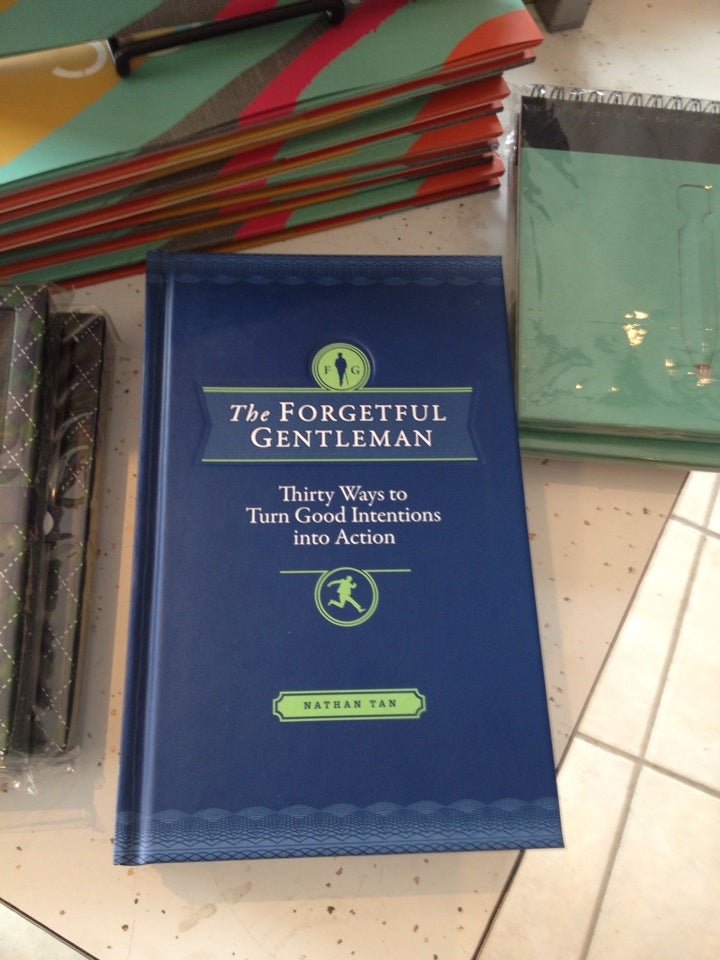 F G
The FORGETFUL
GENTLEMAN
Thirty Ways to
Turn Good Intentions
into Action
NATHAN TAN